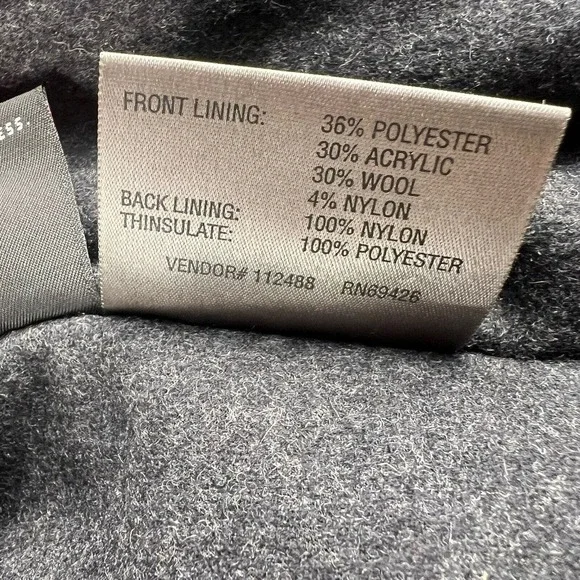 ESS.
FRONT LINING: 36% POLYESTER
30% ACRYLIC
30% WOOL
4% NYLON
BACK LINING: 100% NYLON
THINSULATE: 100% POLYESTER
VENDOR# 112488 RN69426